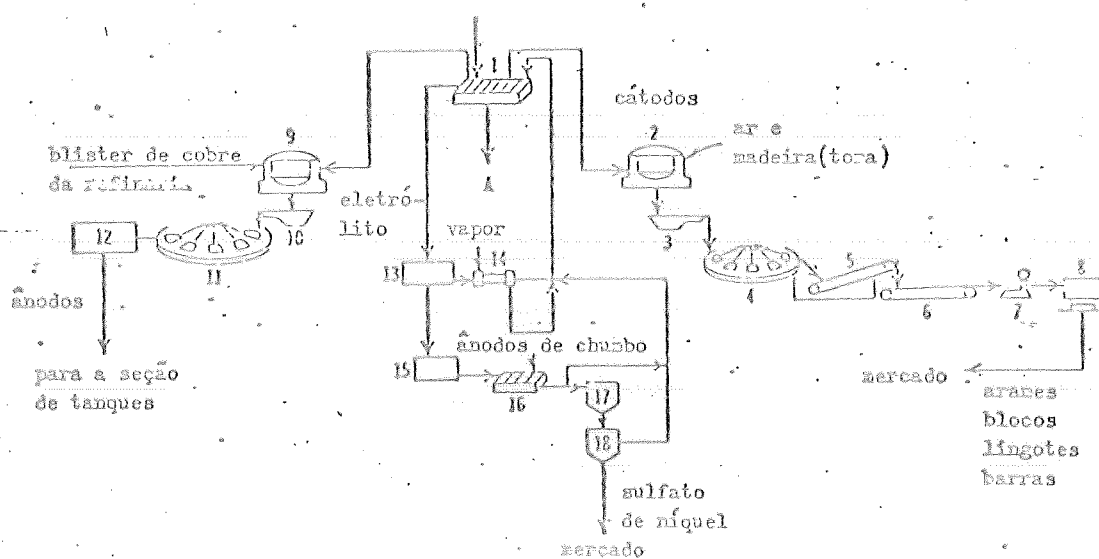 1
cátodos
9
2
ar e
madeira(tora)
blister de cobre
da refinaria
eletró-
lito
A
10
3
vapor
12
11
13
14
4
5
6
7
8
ânodos
ânodos de chumbo
15
16
17
18
para a seção
de tanques
mercado
arames
blocos
lingotes
barras
sulfato
de níquel
mercado